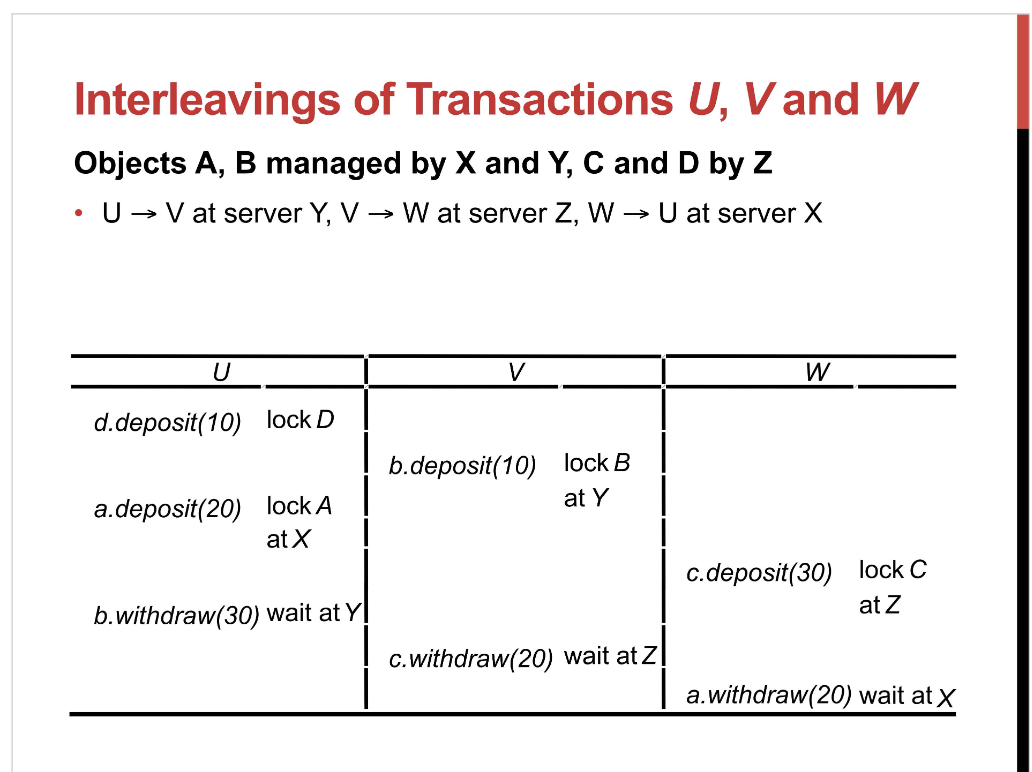 Interleavings of Transactions U, V and W
Objects A, B managed by X and Y, C and D by Z
• U → V at server Y, V → W at server Z, W → U at server X
U V W
d.deposit(10) lock D
b.deposit(10) lock B
at Y
a.deposit(20) lock A
at X
c.deposit(30) lock C
at Z
b.withdraw(30) wait at Y
c.withdraw(20) wait at Z
a.withdraw(20) wait at X